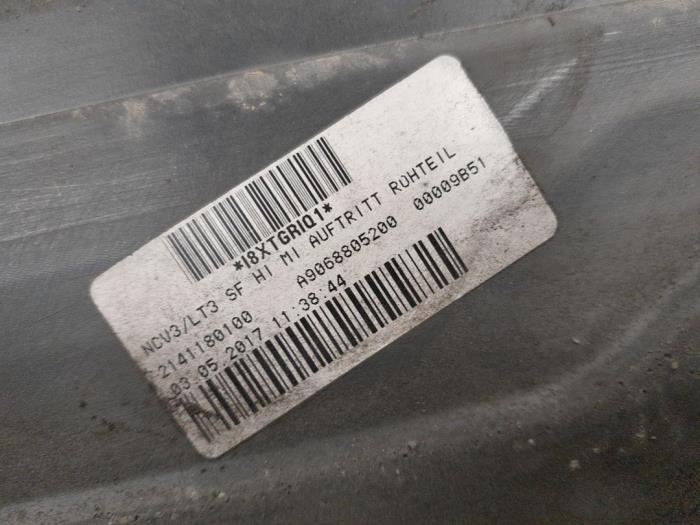 *I8XTGRIQ1*
NCV3/LT3 SF HI MI AUFTRITT ROHTEIL
2141180100 A9068805200 00009B51
03.05.2017 11:38:44